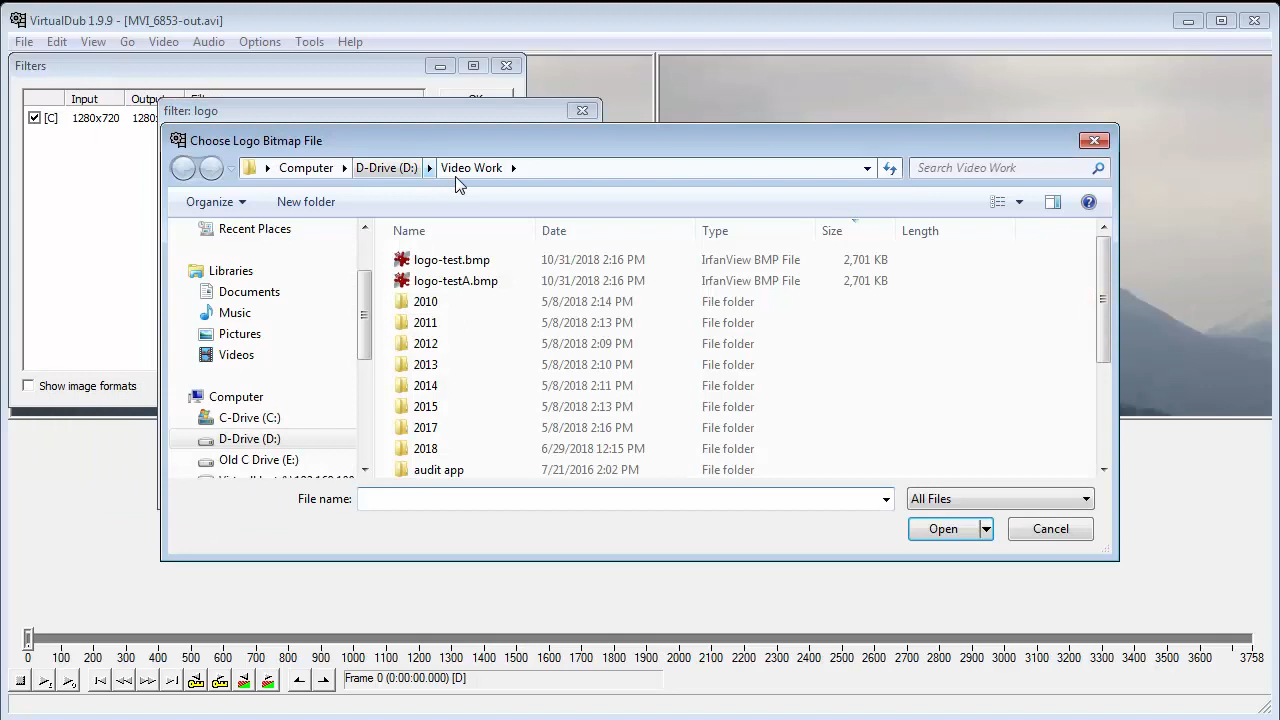 VirtualDub 1.9.9 - [MVI_6853-out.avi]
File Edit View Go Video Audio Options Tools Help
Filters
Input Output Filter
[C] 1280x720
Show image formats
filter: logo
Choose Logo Bitmap File
Computer D-Drive (D:) Video Work
Search Video Work
Organize New folder
Recent Places
Libraries
Documents
Music
Pictures
Videos
Computer
C-Drive (C:)
D-Drive (D:)
Old C Drive (E:)
Name Date Type Size Length
logo-test.bmp 10/31/2018 2:16 PM IrfanView BMP File 2,701 KB
logo-testA.bmp 10/31/2018 2:16 PM IrfanView BMP File 2,701 KB
2010 5/8/2018 2:14 PM File folder
2011 5/8/2018 2:13 PM File folder
2012 5/8/2018 2:09 PM File folder
2013 5/8/2018 2:10 PM File folder
2014 5/8/2018 2:11 PM File folder
2015 5/8/2018 2:13 PM File folder
2017 5/8/2018 2:16 PM File folder
2018 6/29/2018 12:15 PM File folder
audit app 7/21/2016 2:02 PM File folder
File name:
All Files
Open Cancel
0 100 200 300 400 500 600 700 800 900 1000 1100 1200 1300 1400 1500 1600 1700 1800 1900 2000 2100 2200 2300 2400 2500 2600 2700 2800 2900 3000 3100 3200 3300 3400 3500 3600 3758
Frame 0 (0:00:00.000) [D]